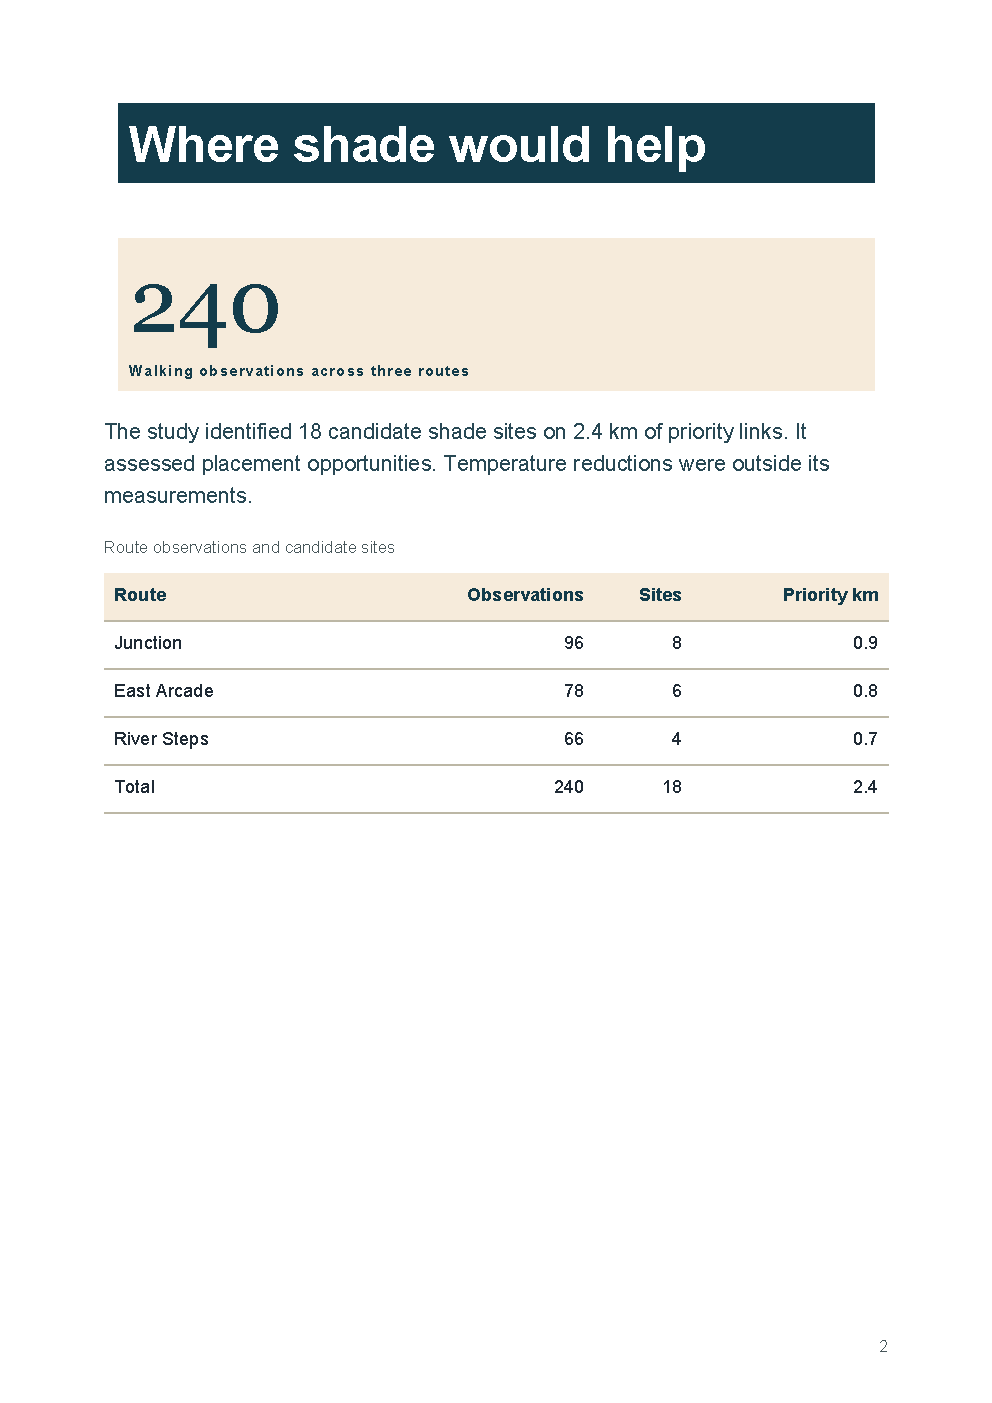 Where shade would help
240
Walking observations across three routes
The study identified 18 candidate shade sites on 2.4 km of priority links. It
assessed placement opportunities. Temperature reductions were outside its
measurements.
Route observations and candidate sites
Route Observations Sites Priority km
Junction 96 8 0.9
East Arcade 78 6 0.8
River Steps 66 4 0.7
Total 240 18 2.4
2